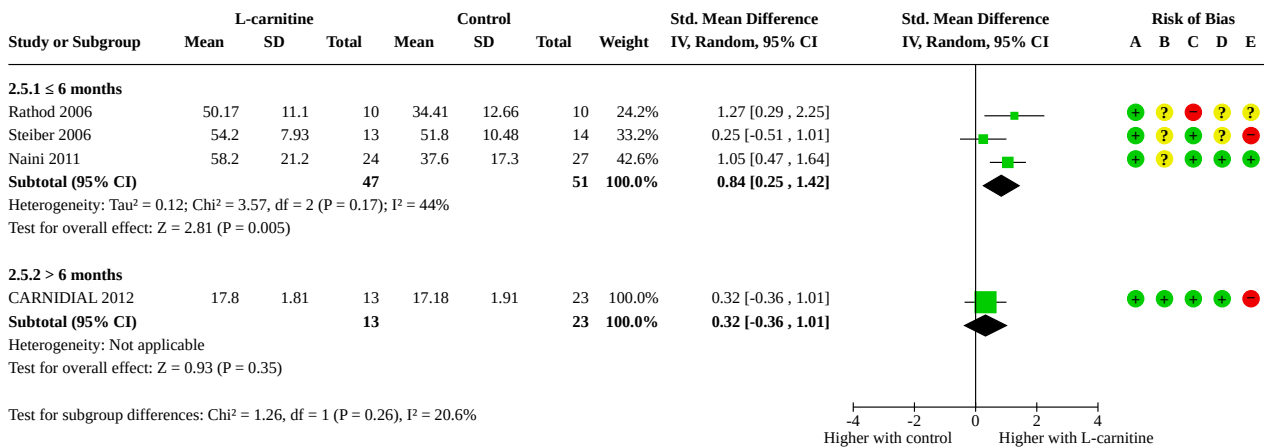 L-carnitine Control Std. Mean Difference Std. Mean Difference Risk of Bias
Study or Subgroup Mean SD Total Mean SD Total Weight IV, Random, 95% CI IV, Random, 95% CI A B C D E
2.5.1 ≤ 6 months
Rathod 2006 50.17 11.1 10 34.41 12.66 10 24.2% 1.27 [0.29 , 2.25] + ? − ? ?
Steiber 2006 54.2 7.93 13 51.8 10.48 14 33.2% 0.25 [-0.51 , 1.01] + ? + ? −
Naini 2011 58.2 21.2 24 37.6 17.3 27 42.6% 1.05 [0.47 , 1.64] + ? + + +
Subtotal (95% CI) 47 51 100.0% 0.84 [0.25 , 1.42]
Heterogeneity: Tau² = 0.12; Chi² = 3.57, df = 2 (P = 0.17); I² = 44%
Test for overall effect: Z = 2.81 (P = 0.005)
2.5.2 > 6 months
CARNIDIAL 2012 17.8 1.81 13 17.18 1.91 23 100.0% 0.32 [-0.36 , 1.01] + + + + −
Subtotal (95% CI) 13 23 100.0% 0.32 [-0.36 , 1.01]
Heterogeneity: Not applicable
Test for overall effect: Z = 0.93 (P = 0.35)
Test for subgroup differences: Chi² = 1.26, df = 1 (P = 0.26), I² = 20.6%
-4 -2 0 2 4
Higher with control Higher with L-carnitine